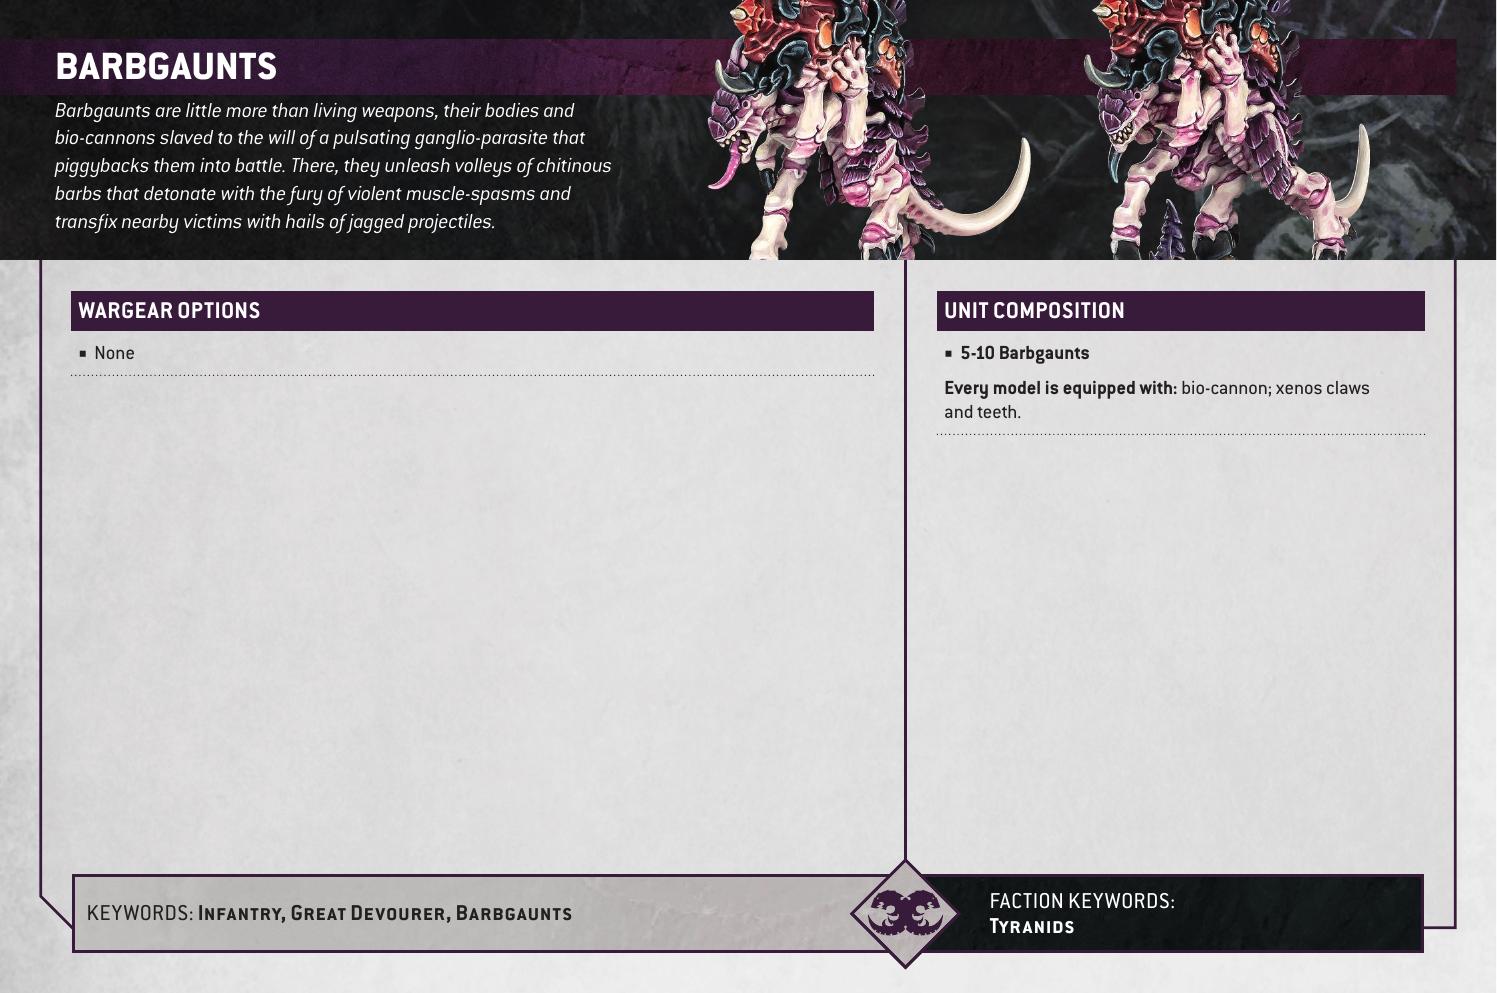 BARBGAUNTS
Barbgaunts are little more than living weapons, their bodies and
bio-cannons slaved to the will of a pulsating ganglio-parasite that
piggybacks them into battle. There, they unleash volleys of chitinous
barbs that detonate with the fury of violent muscle-spasms and
transfix nearby victims with hails of jagged projectiles.
WARGEAR OPTIONS
▪ None
UNIT COMPOSITION
▪ 5-10 Barbgaunts
Every model is equipped with: bio-cannon; xenos claws
and teeth.
KEYWORDS: INFANTRY, GREAT DEVOURER, BARBGAUNTS
FACTION KEYWORDS:
TYRANIDS